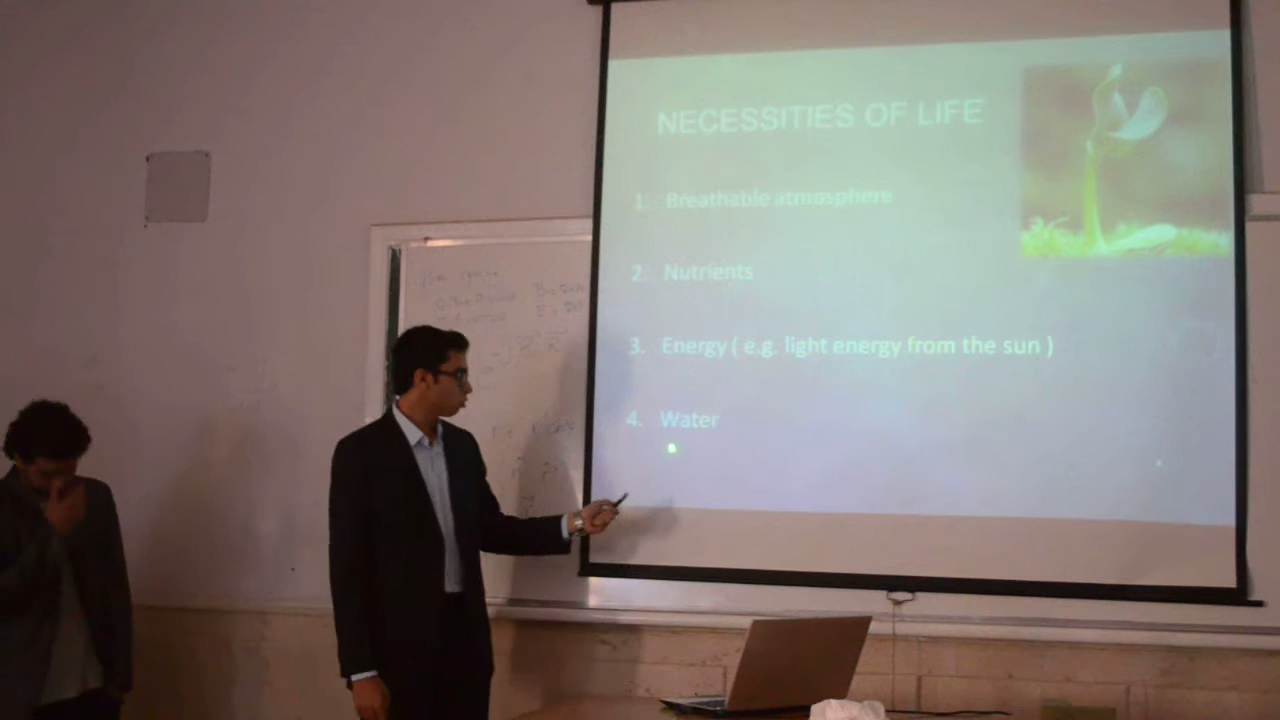 NECESSITIES OF LIFE
1. Breathable atmosphere
2. Nutrients
3. Energy ( e.g. light energy from the sun )
4. Water